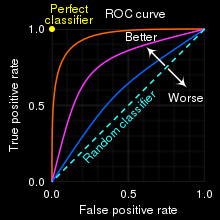 Perfect
classifier
ROC curve
1.0
Better
Worse
0.5
Random classifier
0.0
0.0
0.5
1.0
True positive rate
False positive rate